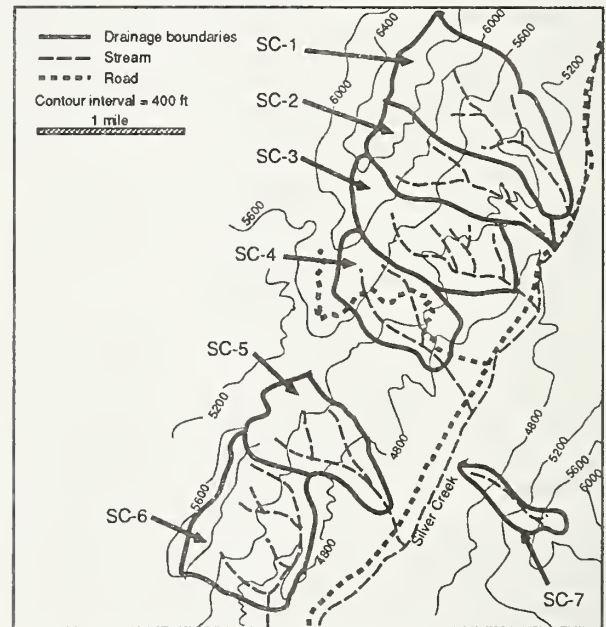 Drainage boundaries
Stream
Road
Contour interval = 400 ft
1 mile
SC-1
SC-2
SC-3
SC-4
SC-5
SC-6
SC-7
6400
6000
5600
5200
6000
5600
5200
5600
4800
4800
4800
5200
5600
6000
Silver Creek